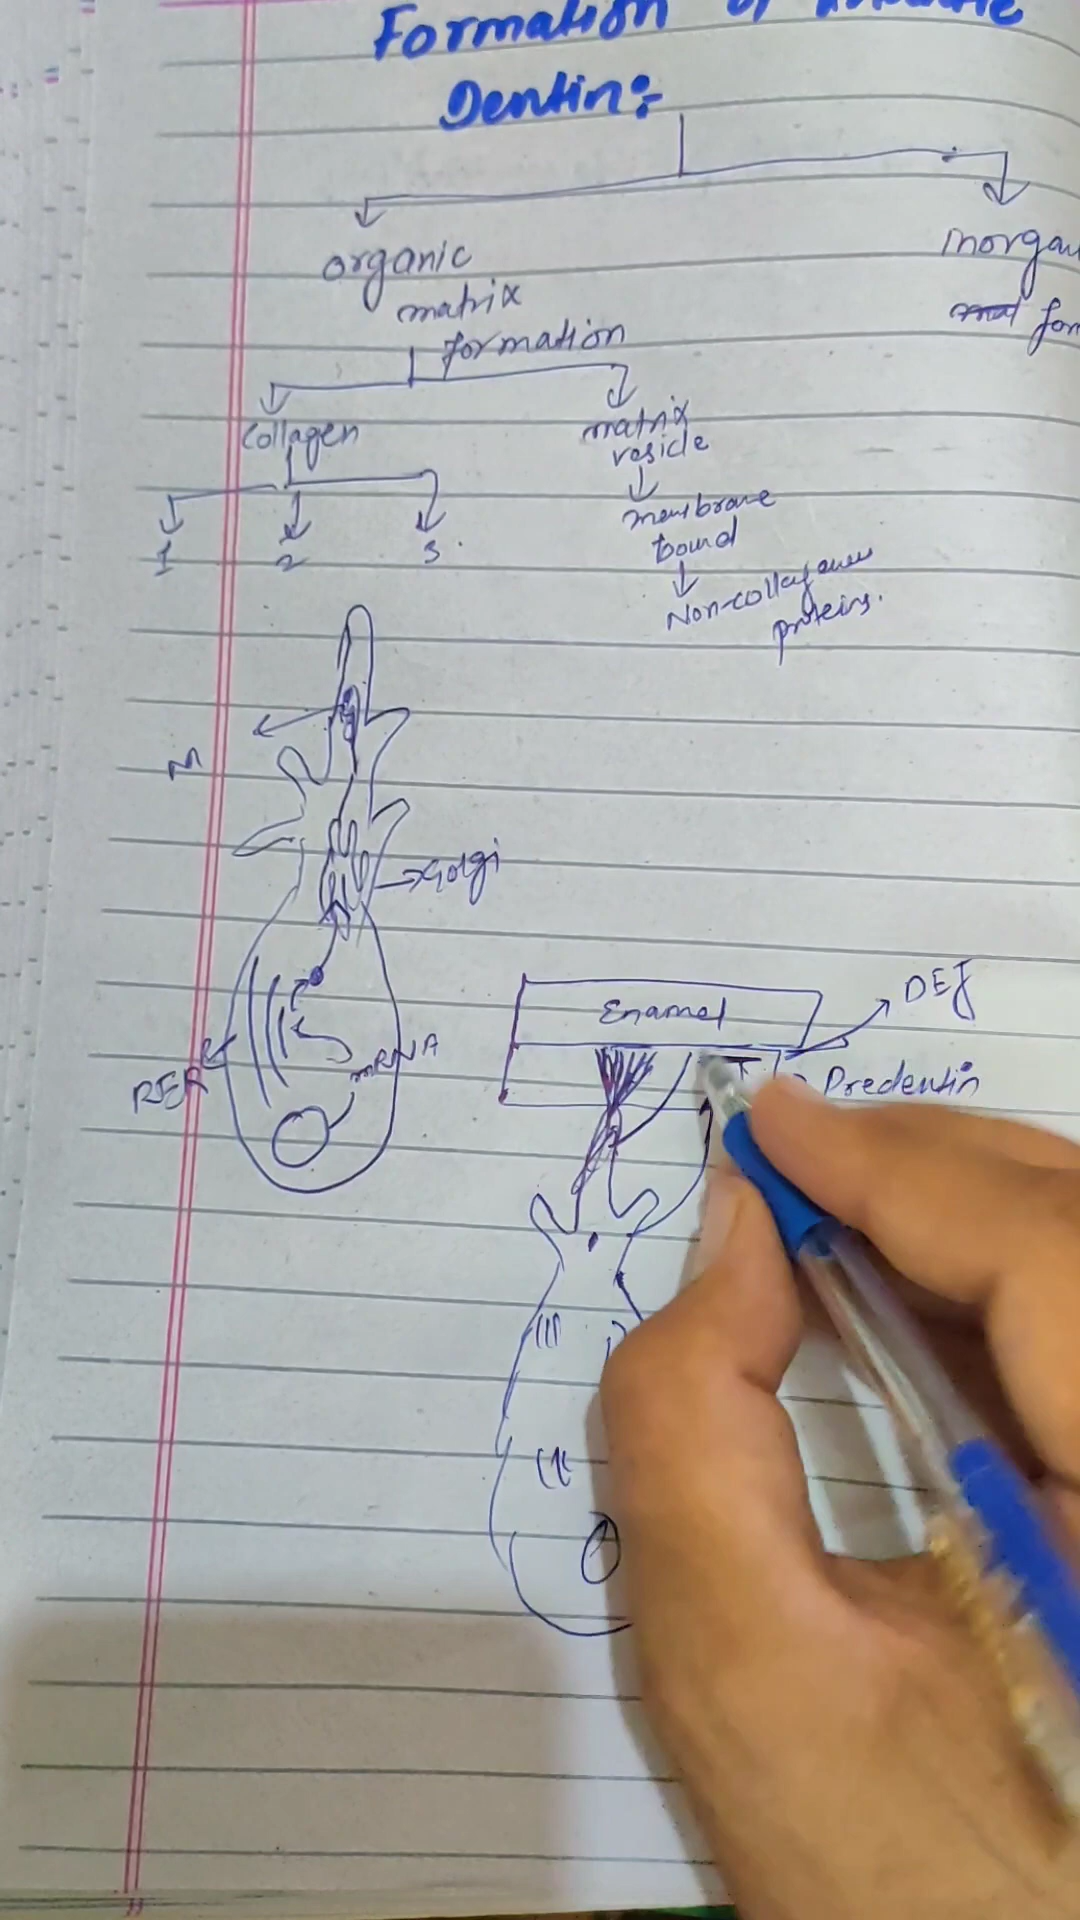 Formation of
Dentin:-
organic
matrix
formation
Inorgan
for
Collagen
matrix
vesicle
1
2
3.
membrane
bound
Non-collagenous
proteins.
M
Golgi
RER
mRNA
Enamel
DEJ
I
Predentin